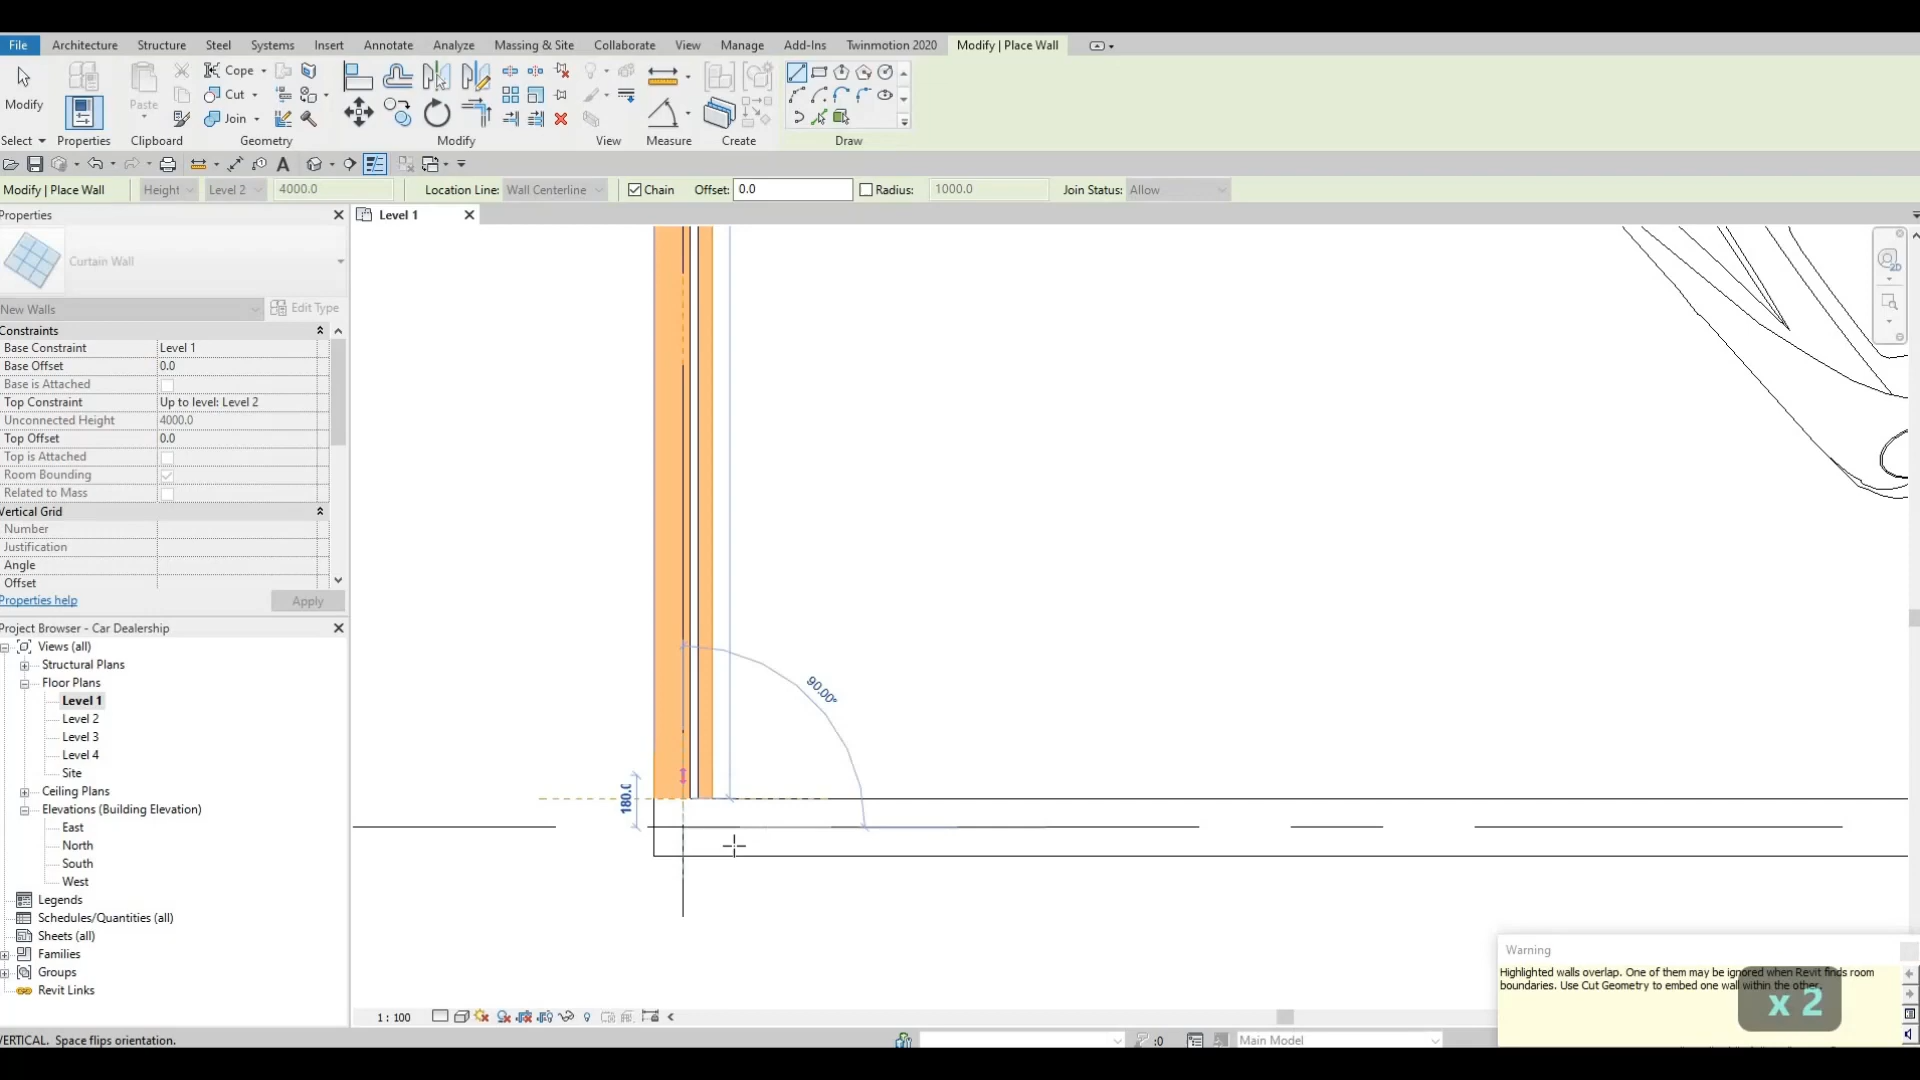 File Architecture Structure Steel Systems Insert Annotate Analyze Massing & Site Collaborate View Manage Add-Ins Twinmotion 2020 Modify | Place Wall
Cope
Modify Paste Cut
Join
Select Properties Clipboard Geometry Modify View Measure Create Draw
A
Modify | Place Wall Height Level 2 4000.0 Location Line: Wall Centerline Chain Offset: 0.0 Radius: 1000.0 Join Status: Allow
Properties
Level 1
Curtain Wall
New Walls Edit Type
Constraints
Base Constraint Level 1
Base Offset 0.0
Base is Attached
Top Constraint Up to level: Level 2
Unconnected Height 4000.0
Top Offset 0.0
Top is Attached
Room Bounding
Related to Mass
Vertical Grid
Number
Justification
Angle
Offset
Properties help Apply
Project Browser - Car Dealership
Views (all)
Structural Plans
Floor Plans
Level 1
Level 2
Level 3
Level 4
Site
Ceiling Plans
Elevations (Building Elevation)
East
North
South
West
Legends
Schedules/Quantities (all)
Sheets (all)
Families
Groups
Revit Links
2D
90.00°
180.0
Warning
Highlighted walls overlap. One of them may be ignored when Revit finds room
boundaries. Use Cut Geometry to embed one wall within the other.
x 2
1 : 100
VERTICAL. Space flips orientation.
:0 Main Model